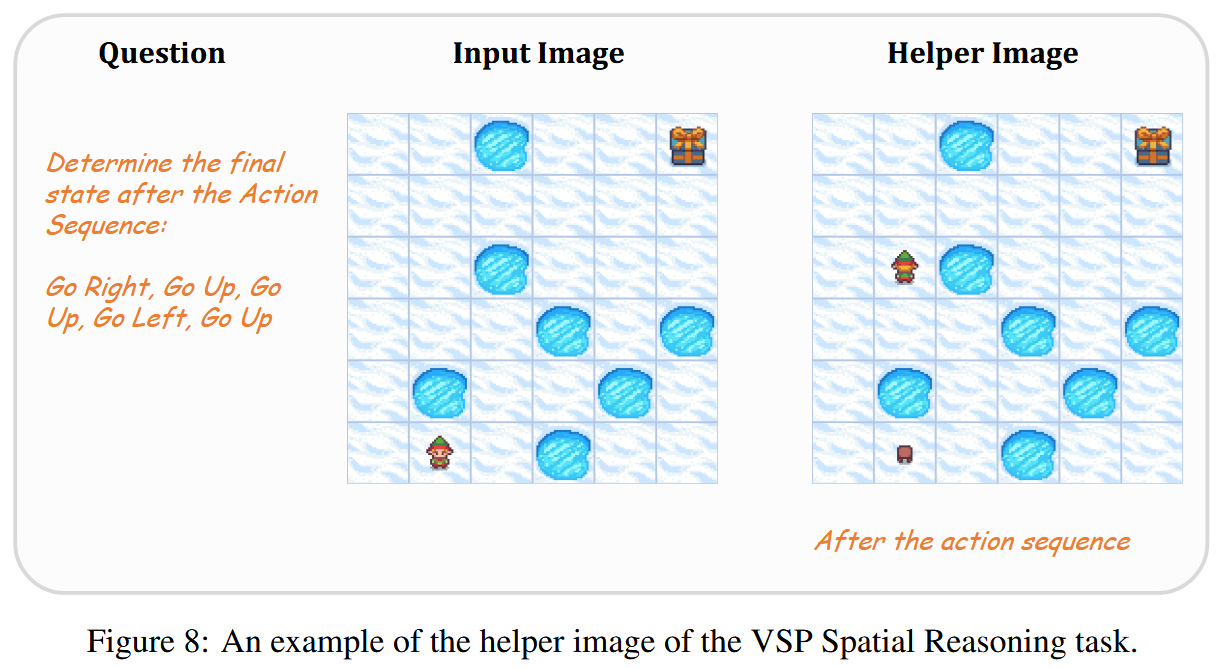 Question
Input Image
Helper Image
Determine the final
state after the Action
Sequence:
Go Right, Go Up, Go
Up, Go Left, Go Up
After the action sequence
Figure 8: An example of the helper image of the VSP Spatial Reasoning task.